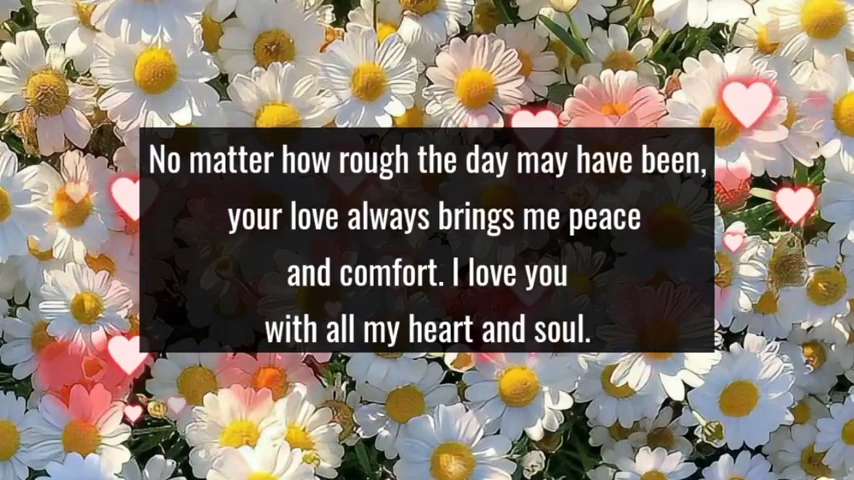 No matter how rough the day may have been,
your love always brings me peace
and comfort. I love you
with all my heart and soul.